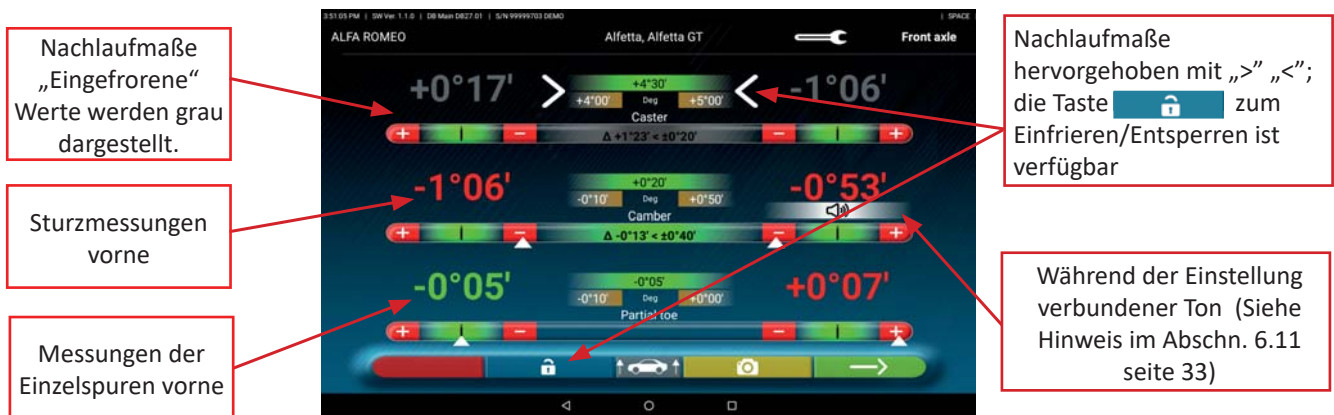 3:51:05 PM | SW Ver. 1.1.0 | DB Main DB27.01 | S/N 99999703 DEMO | SPACE
ALFA ROMEO Alfetta, Alfetta GT Front axle
Nachlaufmaße
„Eingefrorene“
Werte werden grau
dargestellt.
Sturzmessungen
vorne
Messungen der
Einzelspuren vorne
+0°17' > +4°30' < -1°06'
+4°00' Deg +5°00'
Caster
+ - Δ +1°23' < ±0°20' - +
-1°06' +0°20' -0°53'
-0°10' Deg +0°50'
Camber
+ - Δ -0°13' < ±0°40' - +
-0°05' -0°05' +0°07'
-0°10' Deg +0°00'
Partial toe
+ - - +
Nachlaufmaße
hervorgehoben mit „>” „<”;
die Taste zum
Einfrieren/Entsperren ist
verfügbar
Während der Einstellung
verbundener Ton (Siehe
Hinweis im Abschn. 6.11
seite 33)